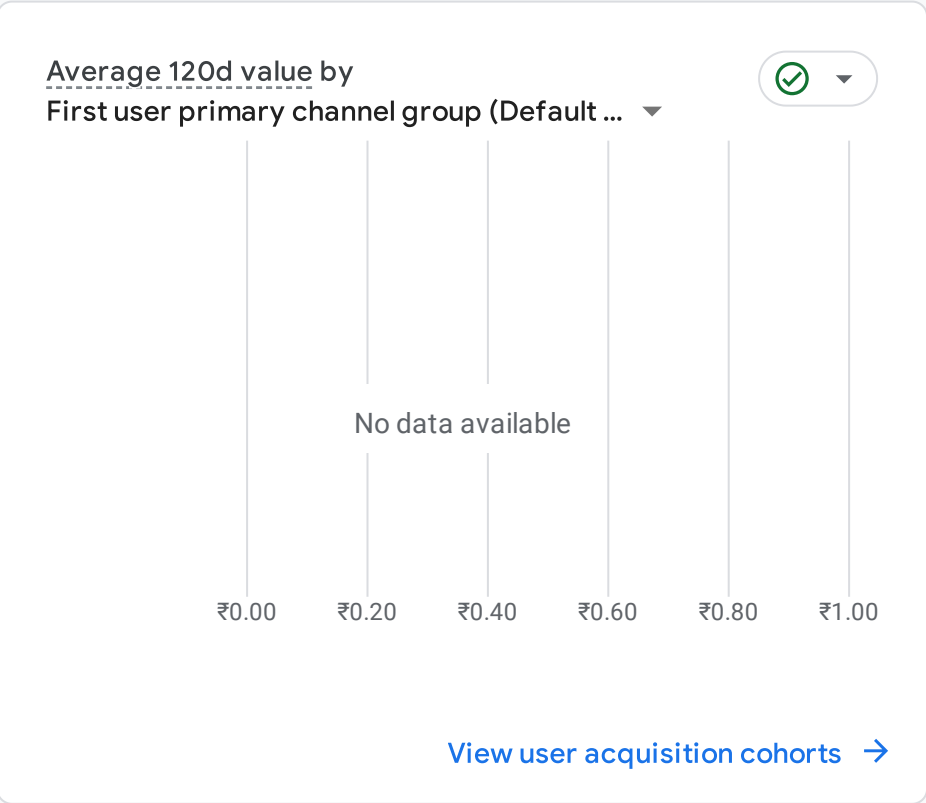 Average 120d value by
First user primary channel group (Default ...
No data available
₹0.00 ₹0.20 ₹0.40 ₹0.60 ₹0.80 ₹1.00
View user acquisition cohorts